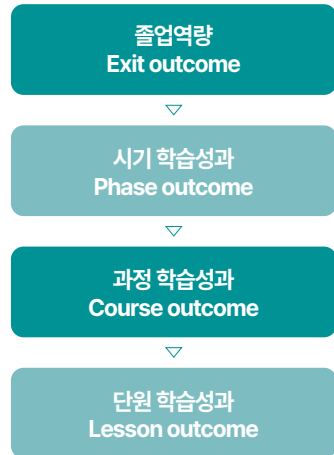 졸업역량
Exit outcome
시기 학습성과
Phase outcome
과정 학습성과
Course outcome
단원 학습성과
Lesson outcome